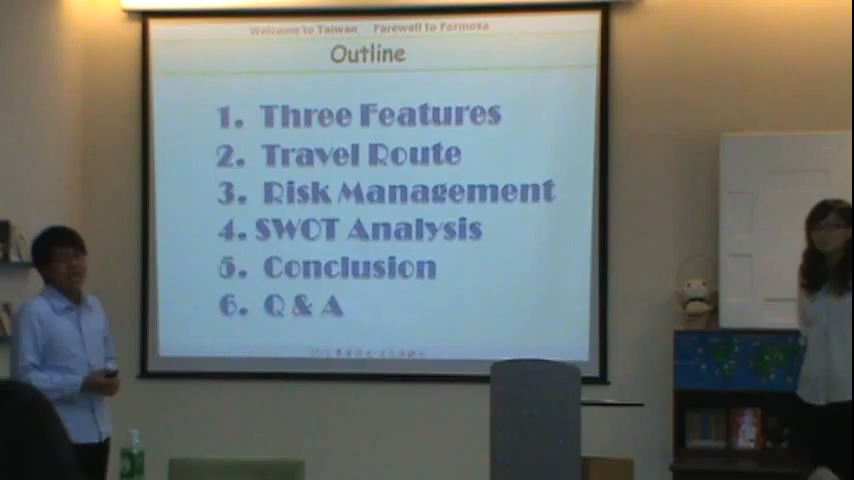 Welcome to Taiwan Farewell to Formosa
Outline
1. Three Features
2. Travel Route
3. Risk Management
4. SWOT Analysis
5. Conclusion
6. Q & A